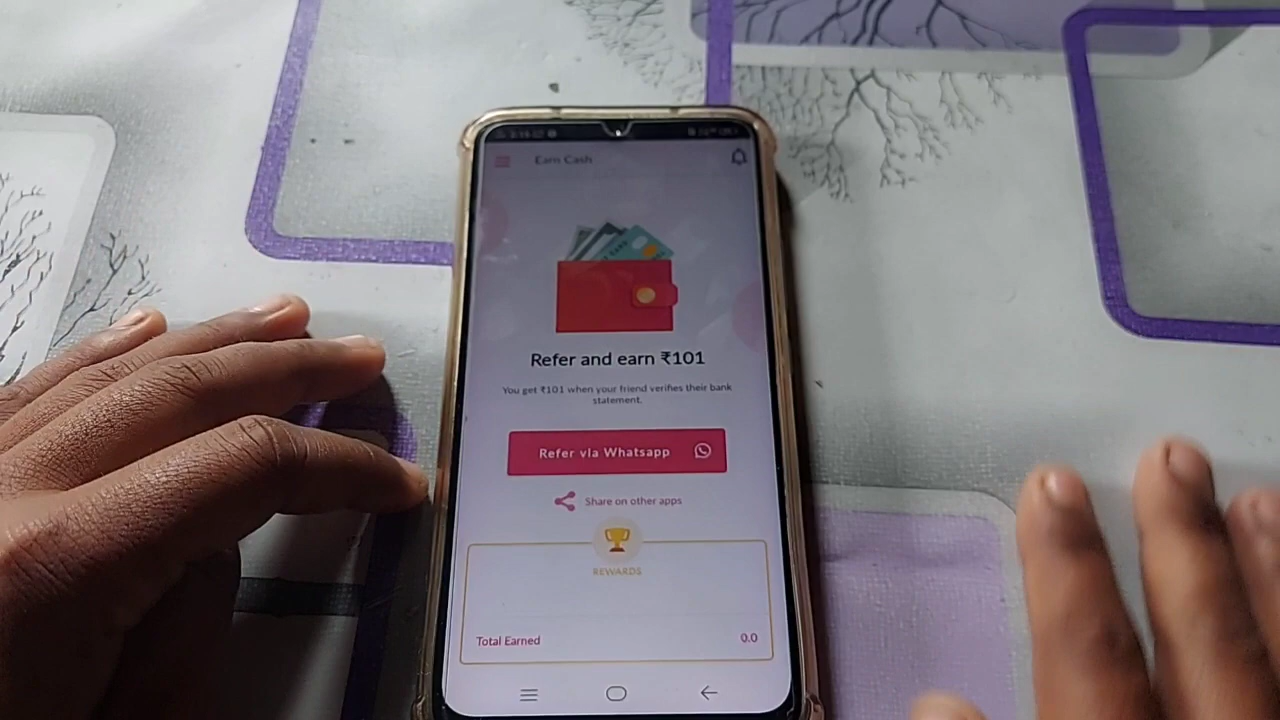 Earn Cash
Refer and earn ₹101
You get ₹101 when your friend verifies their bank
statement.
Refer via Whatsapp
Share on other apps
REWARDS
Total Earned 0.0